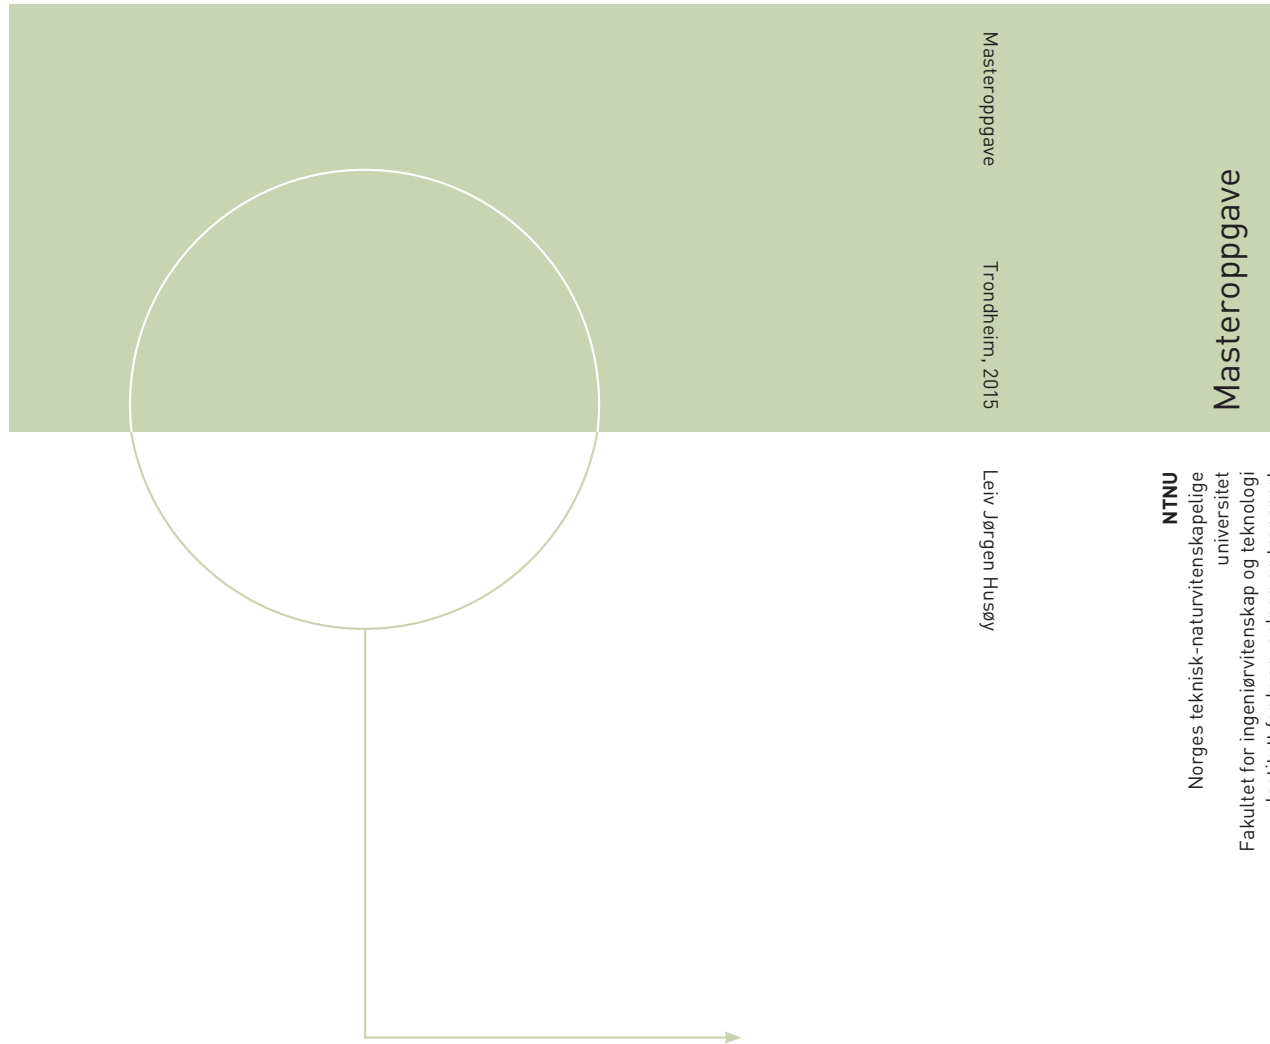 Masteroppgave
Trondheim, 2015
Leiv Jørgen Husøy
Masteroppgave
NTNU
Norges teknisk-naturvitenskapelige
universitet
Fakultet for ingeniørvitenskap og teknologi